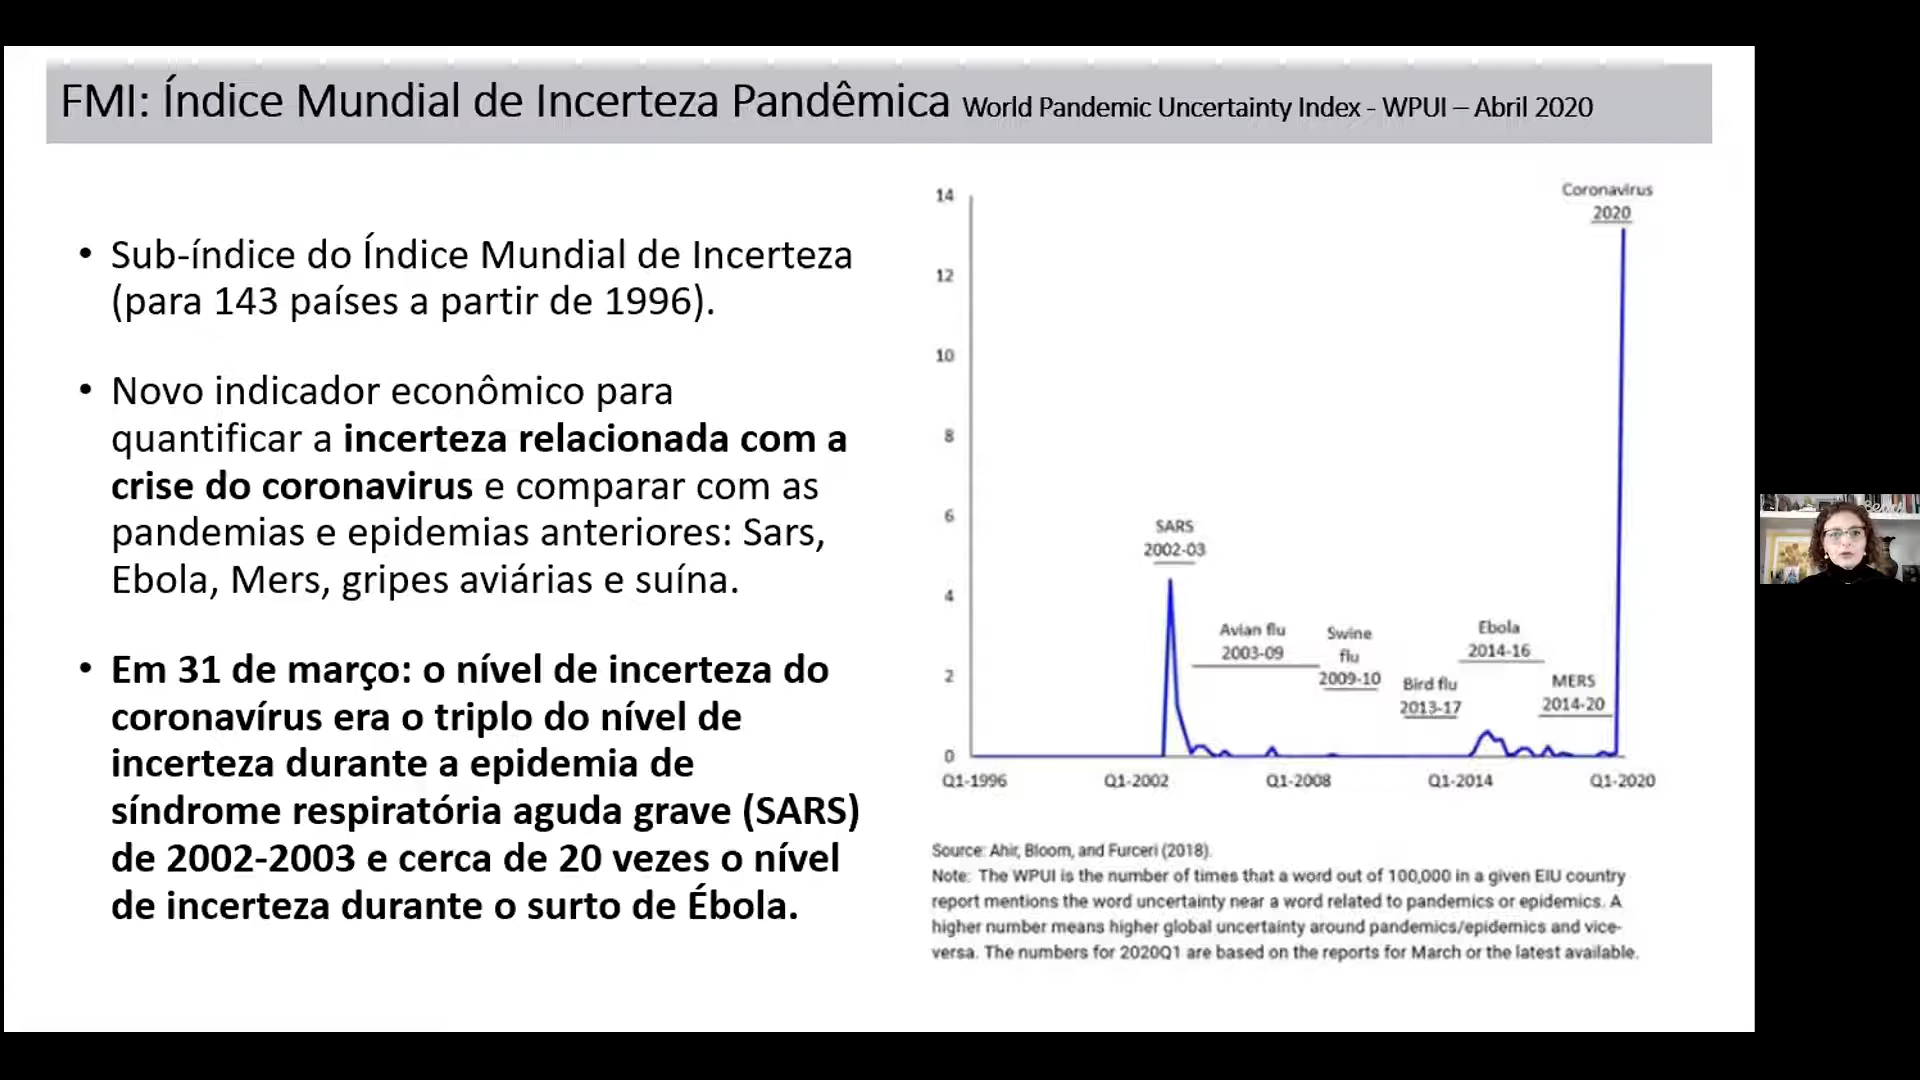 FMI: Índice Mundial de Incerteza Pandêmica World Pandemic Uncertainty Index - WPUI – Abril 2020
• Sub-índice do Índice Mundial de Incerteza
(para 143 países a partir de 1996).
• Novo indicador econômico para
quantificar a incerteza relacionada com a
crise do coronavirus e comparar com as
pandemias e epidemias anteriores: Sars,
Ebola, Mers, gripes aviárias e suína.
• Em 31 de março: o nível de incerteza do
coronavírus era o triplo do nível de
incerteza durante a epidemia de
síndrome respiratória aguda grave (SARS)
de 2002-2003 e cerca de 20 vezes o nível
de incerteza durante o surto de Ébola.
14
12
10
8
6
4
2
0
Coronavirus
2020
SARS
2002-03
Avian flu
2003-09
Swine
flu
2009-10
Bird flu
2013-17
Ebola
2014-16
MERS
2014-20
Q1-1996
Q1-2002
Q1-2008
Q1-2014
Q1-2020
Source: Ahir, Bloom, and Furceri (2018).
Note: The WPUI is the number of times that a word out of 100,000 in a given EIU country
report mentions the word uncertainty near a word related to pandemics or epidemics. A
higher number means higher global uncertainty around pandemics/epidemics and vice-
versa. The numbers for 2020Q1 are based on the reports for March or the latest available.